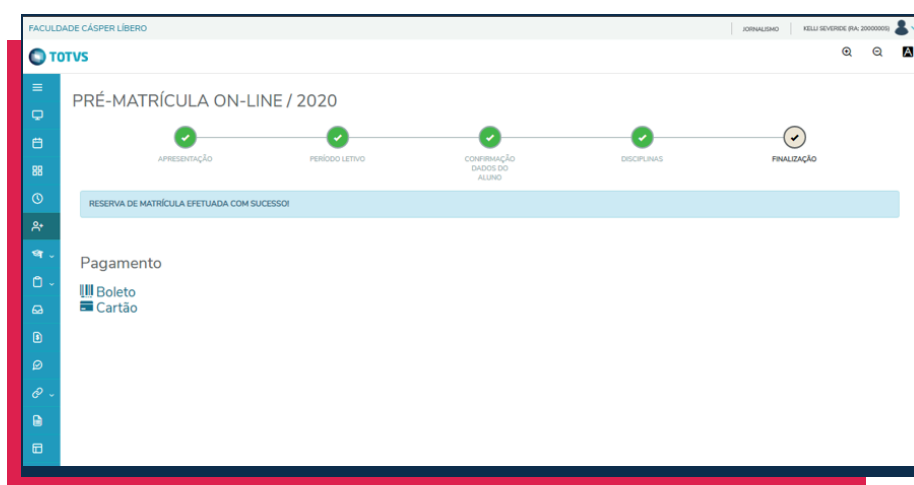 FACULDADE CÁSPER LÍBERO
JORNALISMO
KELLI SEVERIDE (RA: 20000005)
TOTVS
A
PRÉ-MATRÍCULA ON-LINE / 2020
APRESENTAÇÃO
PERÍODO LETIVO
CONFIRMAÇÃO
DADOS DO
ALUNO
DISCIPLINAS
FINALIZAÇÃO
RESERVA DE MATRÍCULA EFETUADA COM SUCESSO!
Pagamento
Boleto
Cartão